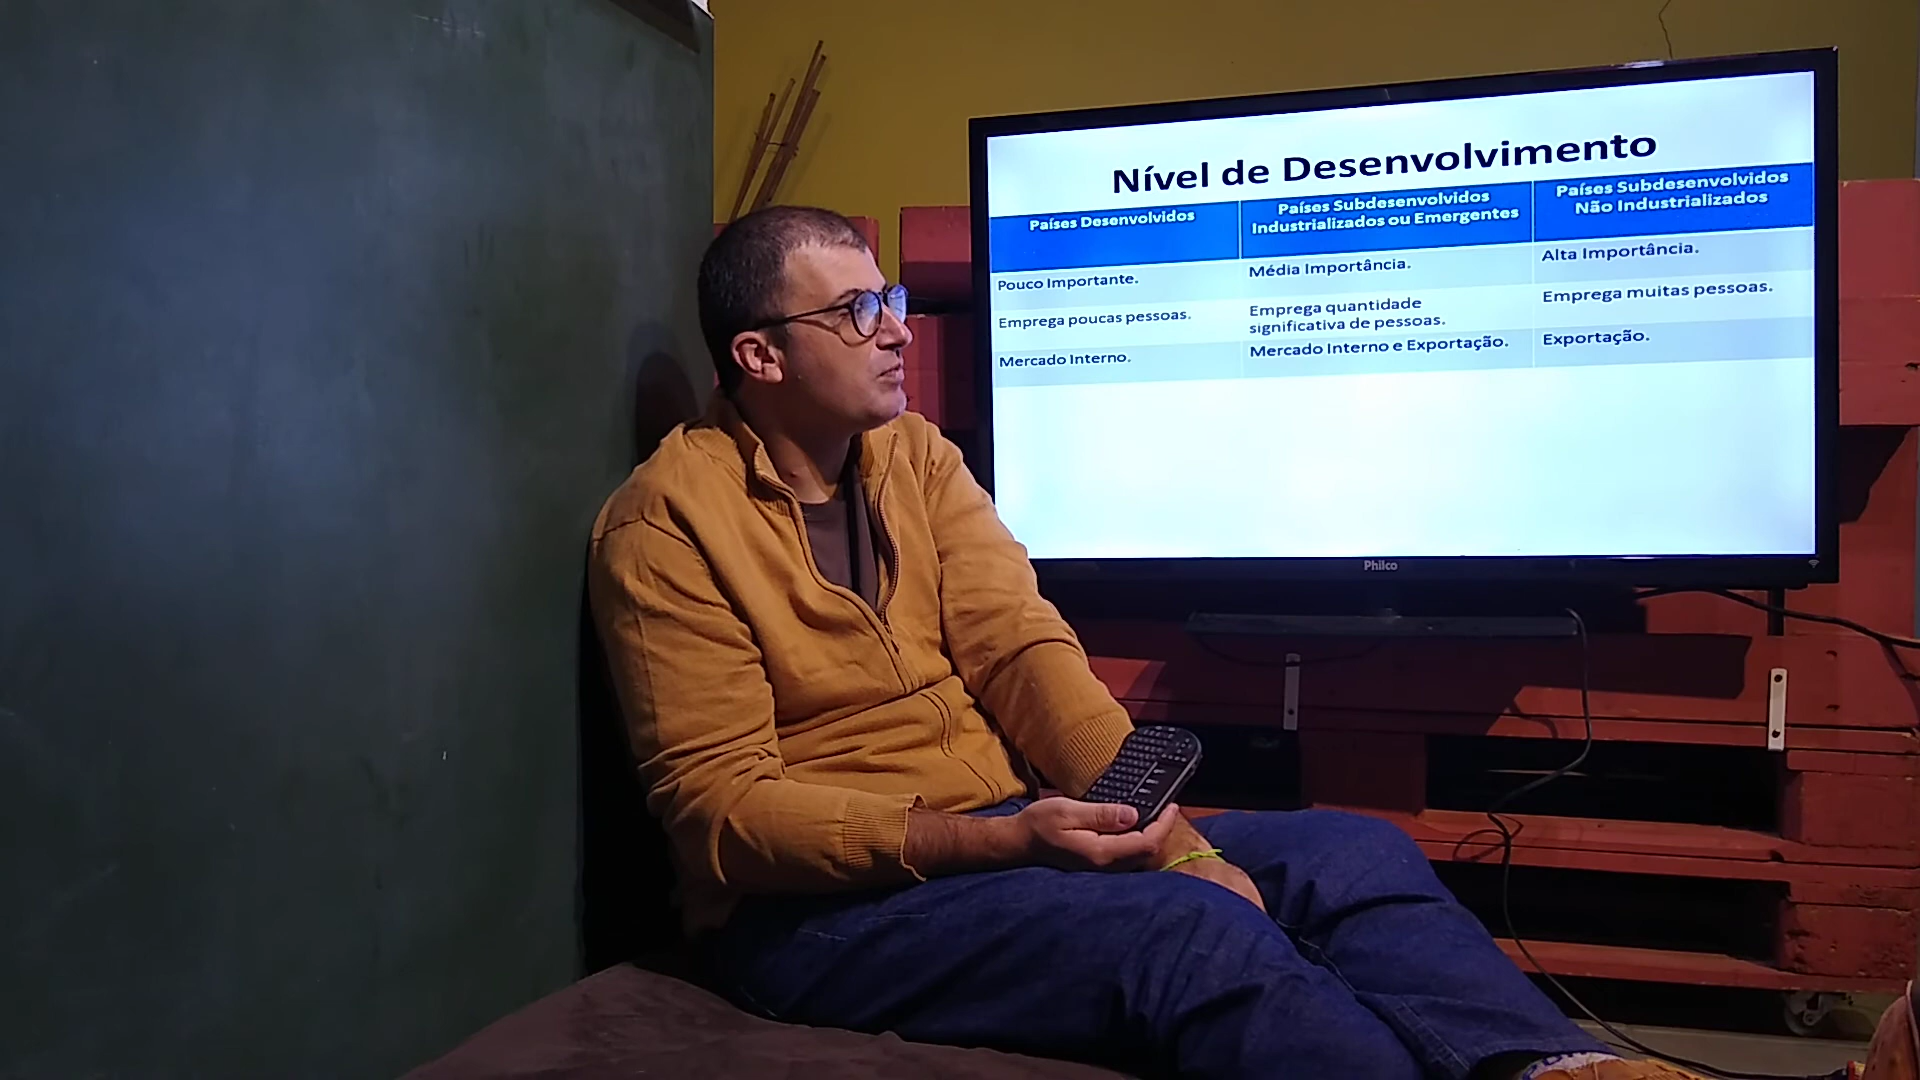 Nível de Desenvolvimento
Países Desenvolvidos
Países Subdesenvolvidos
Industrializados ou Emergentes
Países Subdesenvolvidos
Não Industrializados
Pouco Importante.
Média Importância.
Alta Importância.
Emprega poucas pessoas.
Emprega quantidade
significativa de pessoas.
Emprega muitas pessoas.
Mercado Interno.
Mercado Interno e Exportação.
Exportação.
Philco